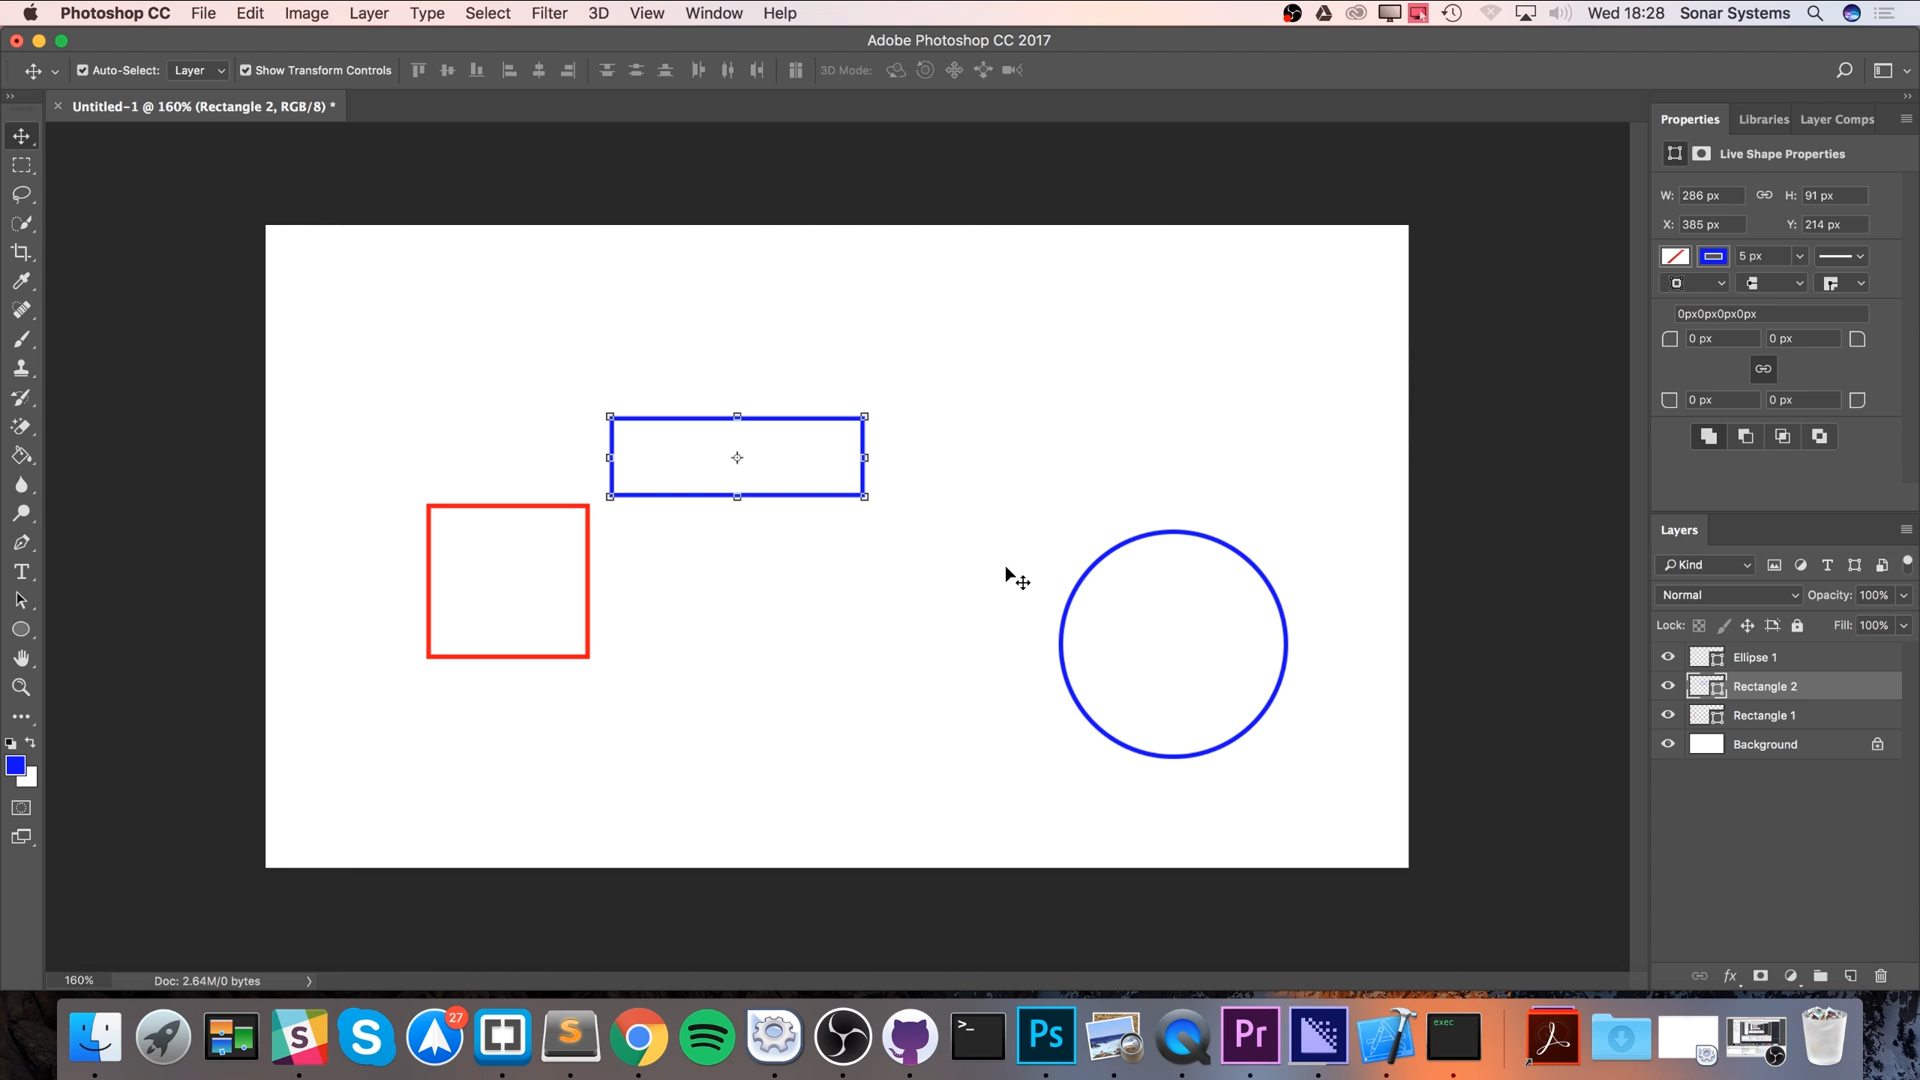 Photoshop CC File Edit Image Layer Type Select Filter 3D View Window Help Wed 18:28 Sonar Systems
Adobe Photoshop CC 2017
Auto-Select: Layer Show Transform Controls 3D Mode:
× Untitled-1 @ 160% (Rectangle 2, RGB/8) *
Properties Libraries Layer Comps
Live Shape Properties
W: 286 px H: 91 px
X: 385 px Y: 214 px
5 px
0px0px0px0px
0 px 0 px
0 px 0 px
Layers
Kind
Normal Opacity: 100%
Lock: Fill: 100%
Ellipse 1
Rectangle 2
Rectangle 1
Background
fx
160% Doc: 2.64M/0 bytes
27
S S S >_ Ps Pr exec